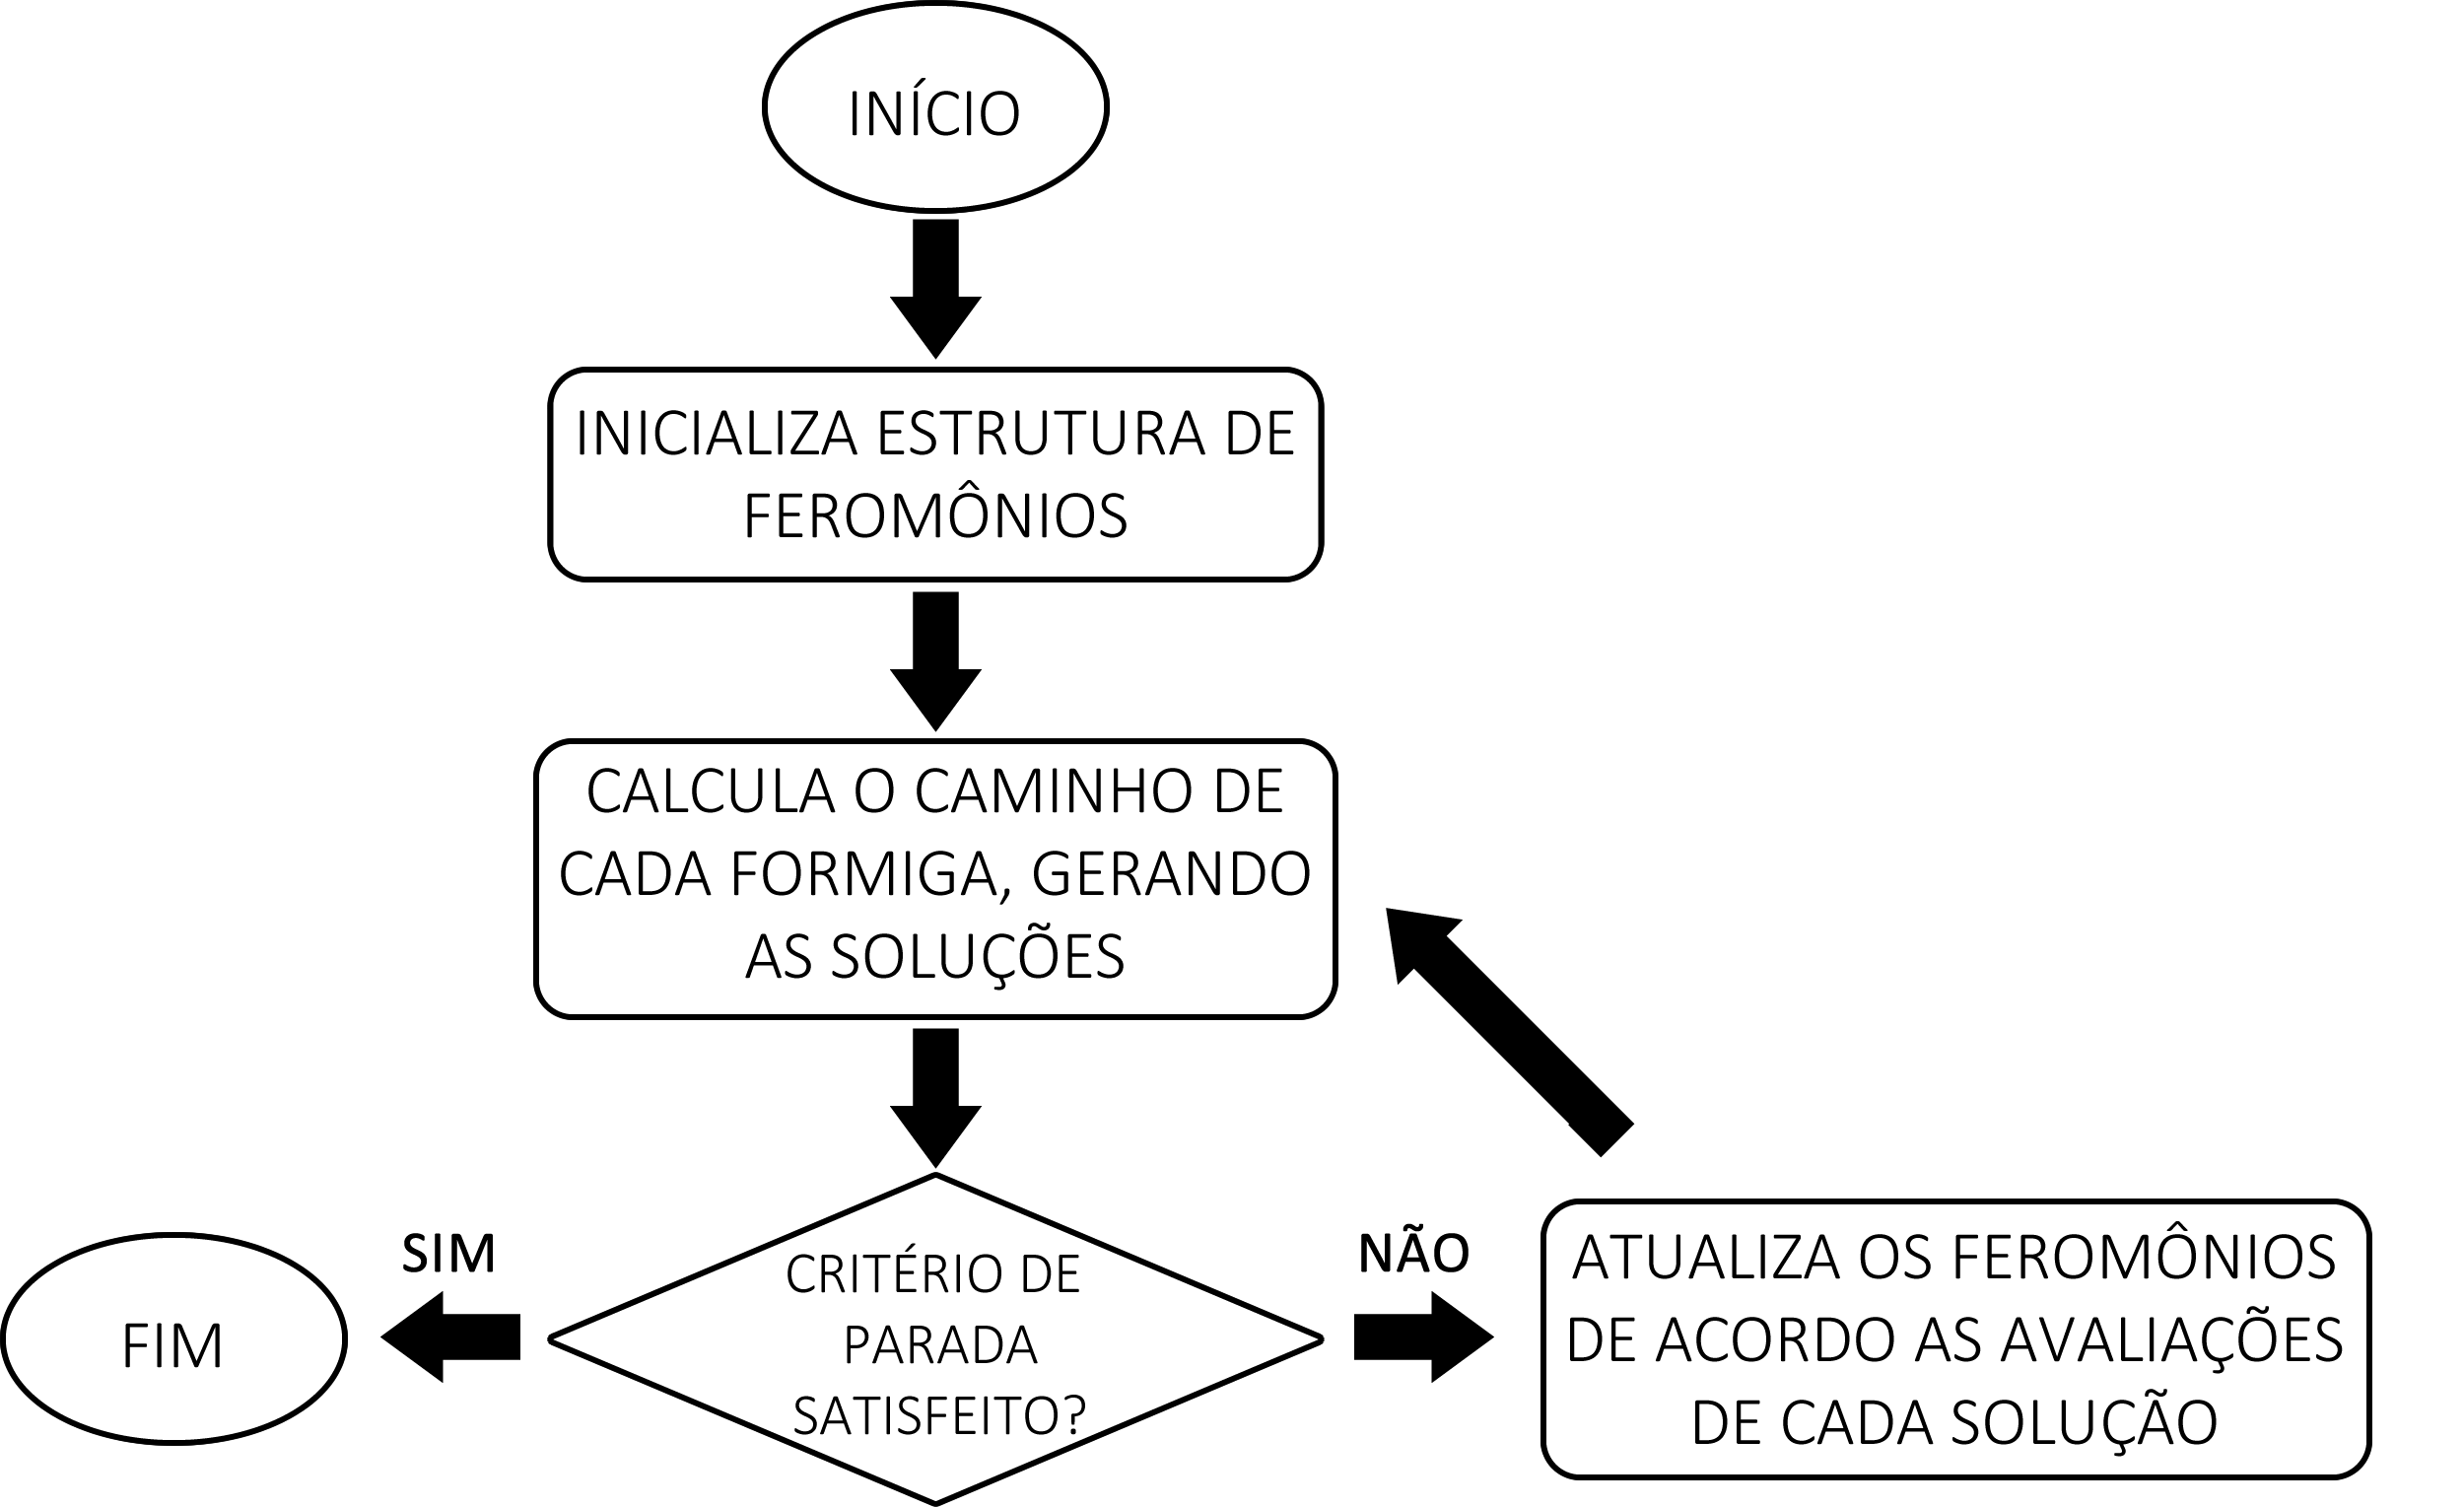 INÍCIO
INICIALIZA ESTRUTURA DE
FEROMÔNIOS
CALCULA O CAMINHO DE
CADA FORMIGA, GERANDO
AS SOLUÇÕES
CRITÉRIO DE
PARADA
SATISFEITO?
SIM
FIM
NÃO
ATUALIZA OS FEROMÔNIOS
DE ACORDO AS AVALIAÇÕES
DE CADA SOLUÇÃO